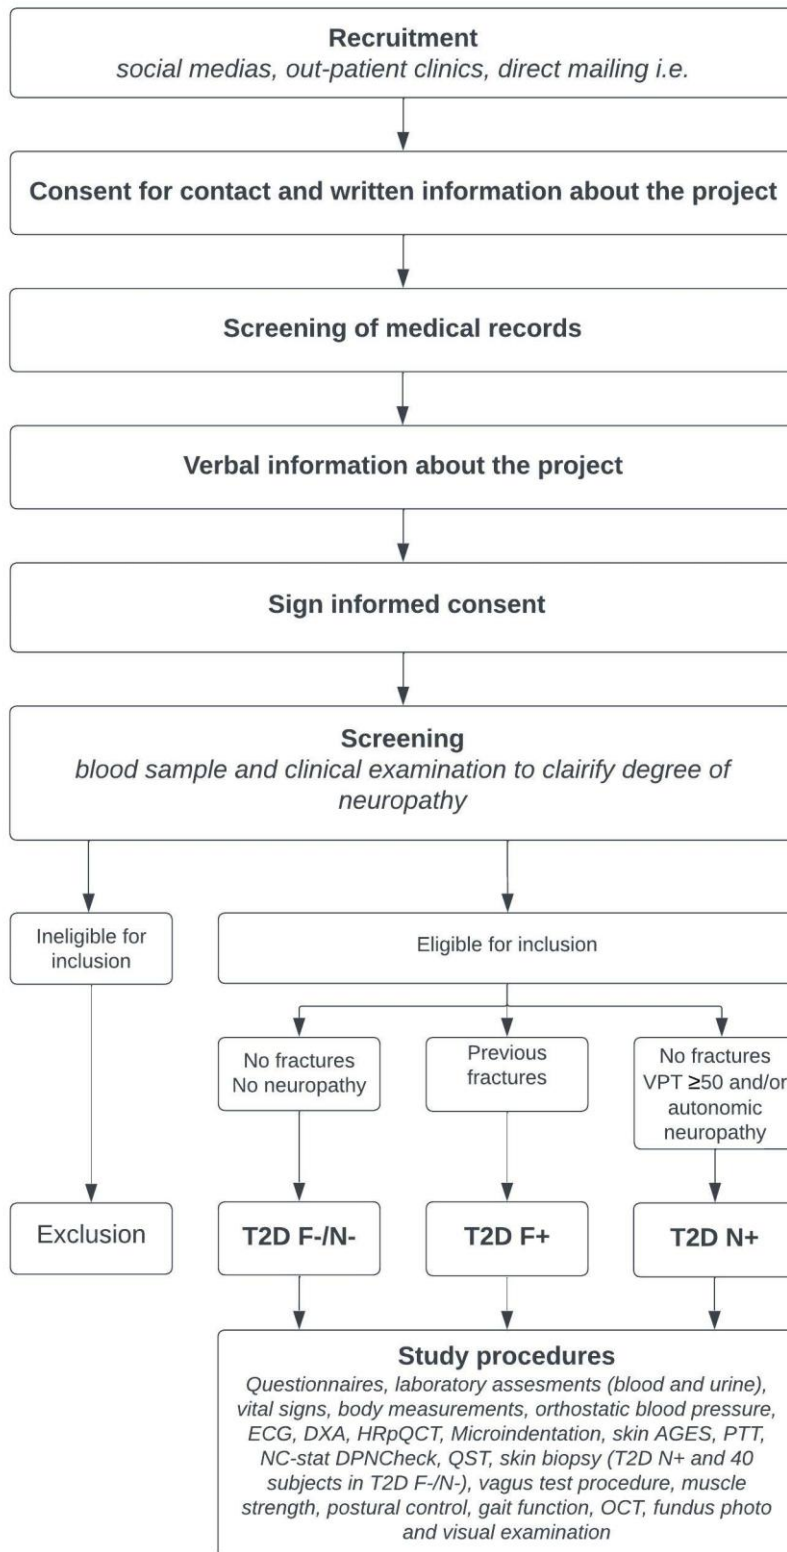 Recruitment
social medias, out-patient clinics, direct mailing i.e.
Consent for contact and written information about the project
Screening of medical records
Verbal information about the project
Sign informed consent
Screening
blood sample and clinical examination to clairify degree of
neuropathy
Ineligible for
inclusion
Eligible for inclusion
No fractures
No neuropathy
Previous
fractures
No fractures
VPT ≥50 and/or
autonomic
neuropathy
Exclusion
T2D F-/N-
T2D F+
T2D N+
Study procedures
Questionnaires, laboratory assesments (blood and urine),
vital signs, body measurements, orthostatic blood pressure,
ECG, DXA, HRpQCT, Microindentation, skin AGES, PTT,
NC-stat DPNCheck, QST, skin biopsy (T2D N+ and 40
subjects in T2D F-/N-), vagus test procedure, muscle
strength, postural control, gait function, OCT, fundus photo
and visual examination